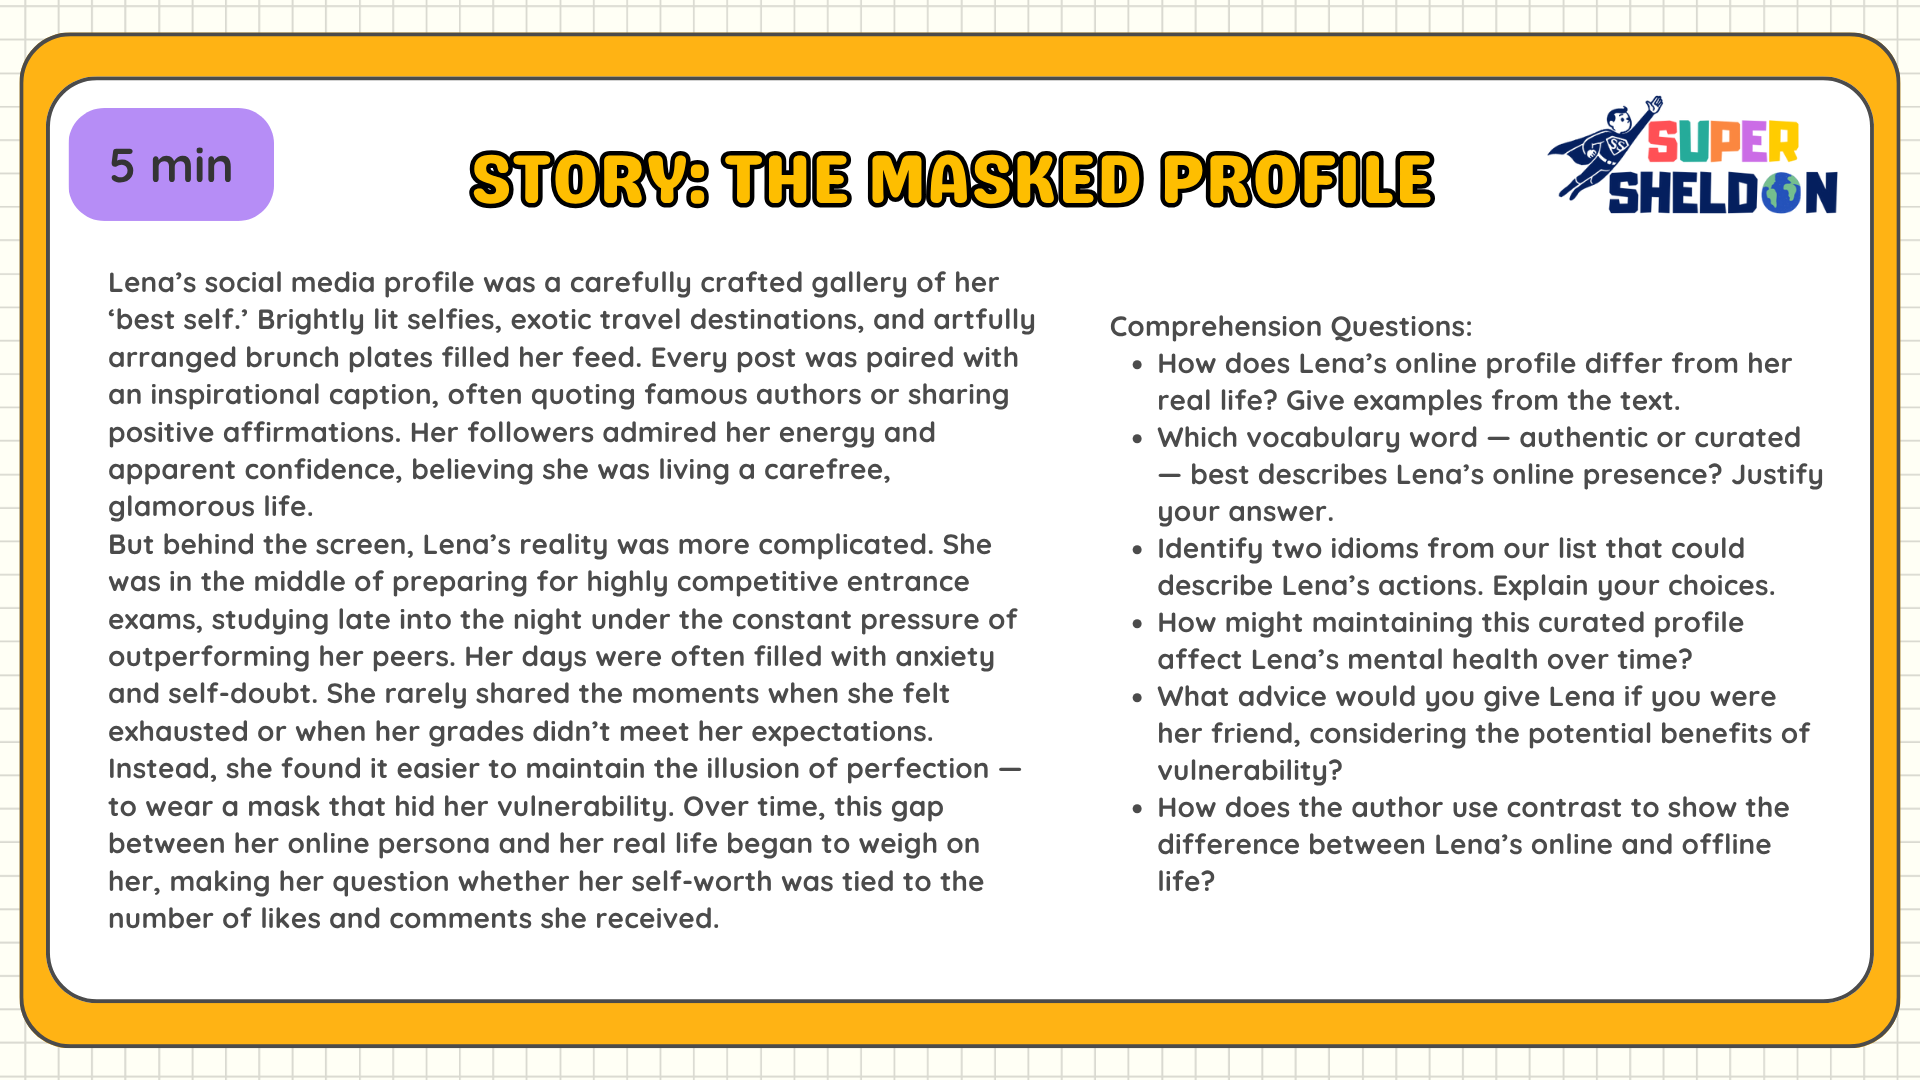 5 min
STORY: THE MASKED PROFILE
SUPER
SHELDON
Lena’s social media profile was a carefully crafted gallery of her
‘best self.’ Brightly lit selfies, exotic travel destinations, and artfully
arranged brunch plates filled her feed. Every post was paired with
an inspirational caption, often quoting famous authors or sharing
positive affirmations. Her followers admired her energy and
apparent confidence, believing she was living a carefree,
glamorous life.
But behind the screen, Lena’s reality was more complicated. She
was in the middle of preparing for highly competitive entrance
exams, studying late into the night under the constant pressure of
outperforming her peers. Her days were often filled with anxiety
and self-doubt. She rarely shared the moments when she felt
exhausted or when her grades didn’t meet her expectations.
Instead, she found it easier to maintain the illusion of perfection —
to wear a mask that hid her vulnerability. Over time, this gap
between her online persona and her real life began to weigh on
her, making her question whether her self-worth was tied to the
number of likes and comments she received.
Comprehension Questions:
• How does Lena’s online profile differ from her
real life? Give examples from the text.
• Which vocabulary word — authentic or curated
— best describes Lena’s online presence? Justify
your answer.
• Identify two idioms from our list that could
describe Lena’s actions. Explain your choices.
• How might maintaining this curated profile
affect Lena’s mental health over time?
• What advice would you give Lena if you were
her friend, considering the potential benefits of
vulnerability?
• How does the author use contrast to show the
difference between Lena’s online and offline
life?